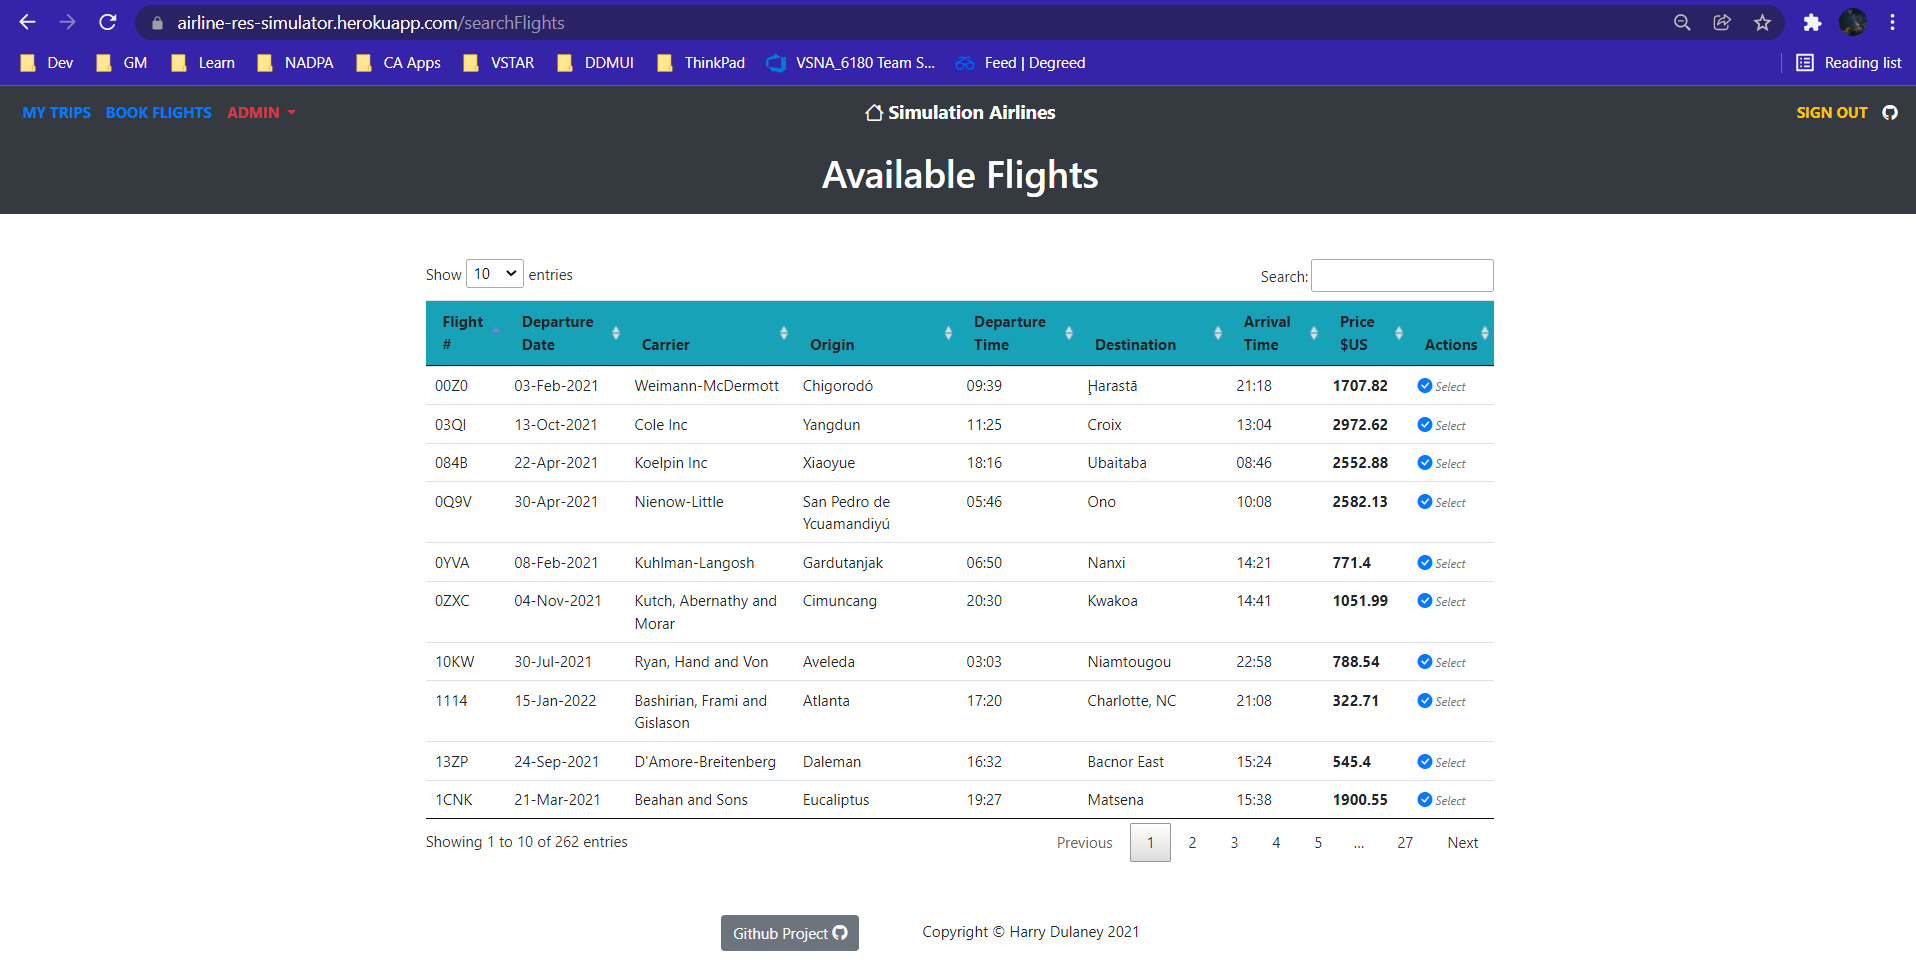 airline-res-simulator.herokuapp.com/searchFlights
Dev GM Learn NADPA CA Apps VSTAR DDMUI ThinkPad VSNA_6180 Team S... Feed | Degreed Reading list
MY TRIPS BOOK FLIGHTS ADMIN Simulation Airlines SIGN OUT
Available Flights
Show 10 entries Search:
Flight # Departure Date Carrier Origin Departure Time Destination Arrival Time Price $US Actions
00Z0 03-Feb-2021 Weimann-McDermott Chigorodó 09:39 Ḩarastā 21:18 1707.82 Select
03QI 13-Oct-2021 Cole Inc Yangdun 11:25 Croix 13:04 2972.62 Select
084B 22-Apr-2021 Koelpin Inc Xiaoyue 18:16 Ubaitaba 08:46 2552.88 Select
0Q9V 30-Apr-2021 Nienow-Little San Pedro de Ycuamandiyú 05:46 Ono 10:08 2582.13 Select
0YVA 08-Feb-2021 Kuhlman-Langosh Gardutanjak 06:50 Nanxi 14:21 771.4 Select
0ZXC 04-Nov-2021 Kutch, Abernathy and Morar Cimuncang 20:30 Kwakoa 14:41 1051.99 Select
10KW 30-Jul-2021 Ryan, Hand and Von Aveleda 03:03 Niamtougou 22:58 788.54 Select
1114 15-Jan-2022 Bashirian, Frami and Gislason Atlanta 17:20 Charlotte, NC 21:08 322.71 Select
13ZP 24-Sep-2021 D'Amore-Breitenberg Daleman 16:32 Bacnor East 15:24 545.4 Select
1CNK 21-Mar-2021 Beahan and Sons Eucaliptus 19:27 Matsena 15:38 1900.55 Select
Showing 1 to 10 of 262 entries Previous 1 2 3 4 5 ... 27 Next
Github Project Copyright © Harry Dulaney 2021